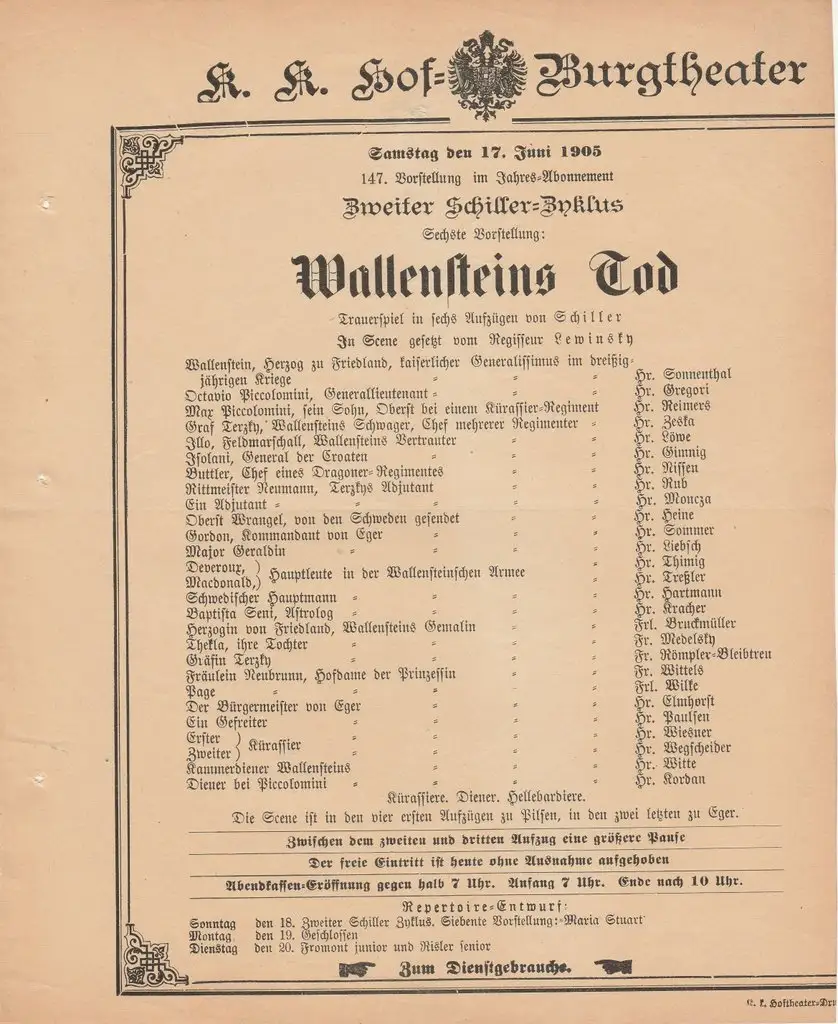 K. K. Hof-Burgtheater
Samstag den 17. Juni 1905
147. Vorstellung im Jahres-Abonnement
Zweiter Schiller-Zyklus
Sechste Vorstellung:
Wallensteins Tod
Trauerspiel in sechs Aufzügen von Schiller
In Scene gesetzt vom Regisseur Lewinsky
Wallenstein, Herzog zu Friedland, kaiserlicher Generalissimus im dreißig-
jährigen Kriege Hr. Sonnenthal
Octavio Piccolomini, Generallieutenant Hr. Gregori
Max Piccolomini, sein Sohn, Oberst bei einem Kürassier-Regiment Hr. Reimers
Graf Terzky, Wallensteins Schwager, Chef mehrerer Regimenter Hr. Zeska
Illo, Feldmarschall, Wallensteins Vertrauter Hr. Löwe
Isolani, General der Croaten Hr. Gimnig
Buttler, Chef eines Dragoner-Regimentes Hr. Nissen
Rittmeister Neumann, Terzkys Adjutant Hr. Rub
Ein Adjutant Hr. Moncza
Oberst Wrangel, von den Schweden gesendet Hr. Heine
Gordon, Kommandant von Eger Hr. Sommer
Major Geraldin Hr. Liebsch
Deveroux, ) Hr. Thimig
Macdonald,) Hauptleute in der Wallensteinschen Armee Hr. Treßler
Schwedischer Hauptmann Hr. Hartmann
Baptista Seni, Astrolog Hr. Kracher
Herzogin von Friedland, Wallensteins Gemalin Frl. Bruckmüller
Thekla, ihre Tochter Fr. Medelsky
Gräfin Terzky Fr. Römpler-Bleibtreu
Fräulein Neubrunn, Hofdame der Prinzessin Fr. Wittels
Page Frl. Wilke
Der Bürgermeister von Eger Hr. Elmhorst
Ein Gefreiter Hr. Paulsen
Erster ) Hr. Wiesner
Zweiter ) Kürassier Hr. Wegscheider
Kammerdiener Wallensteins Hr. Witte
Diener bei Piccolomini Hr. Kordan
Kürassiere. Diener. Hellebardiere.
Die Scene ist in den vier ersten Aufzügen zu Pilsen, in den zwei letzten zu Eger.
Zwischen dem zweiten und dritten Aufzug eine größere Pause
Der freie Eintritt ist heute ohne Ausnahme aufgehoben
Abendkassen-Eröffnung gegen halb 7 Uhr. Anfang 7 Uhr. Ende nach 10 Uhr.
Repertoire-Entwurf:
Sonntag den 18. Zweiter Schiller Zyklus. Siebente Vorstellung: Maria Stuart
Montag den 19. Geschlossen
Dienstag den 20. Fromont junior und Risler senior
Zum Dienstgebrauche.
K. k. Hoftheater-Dru